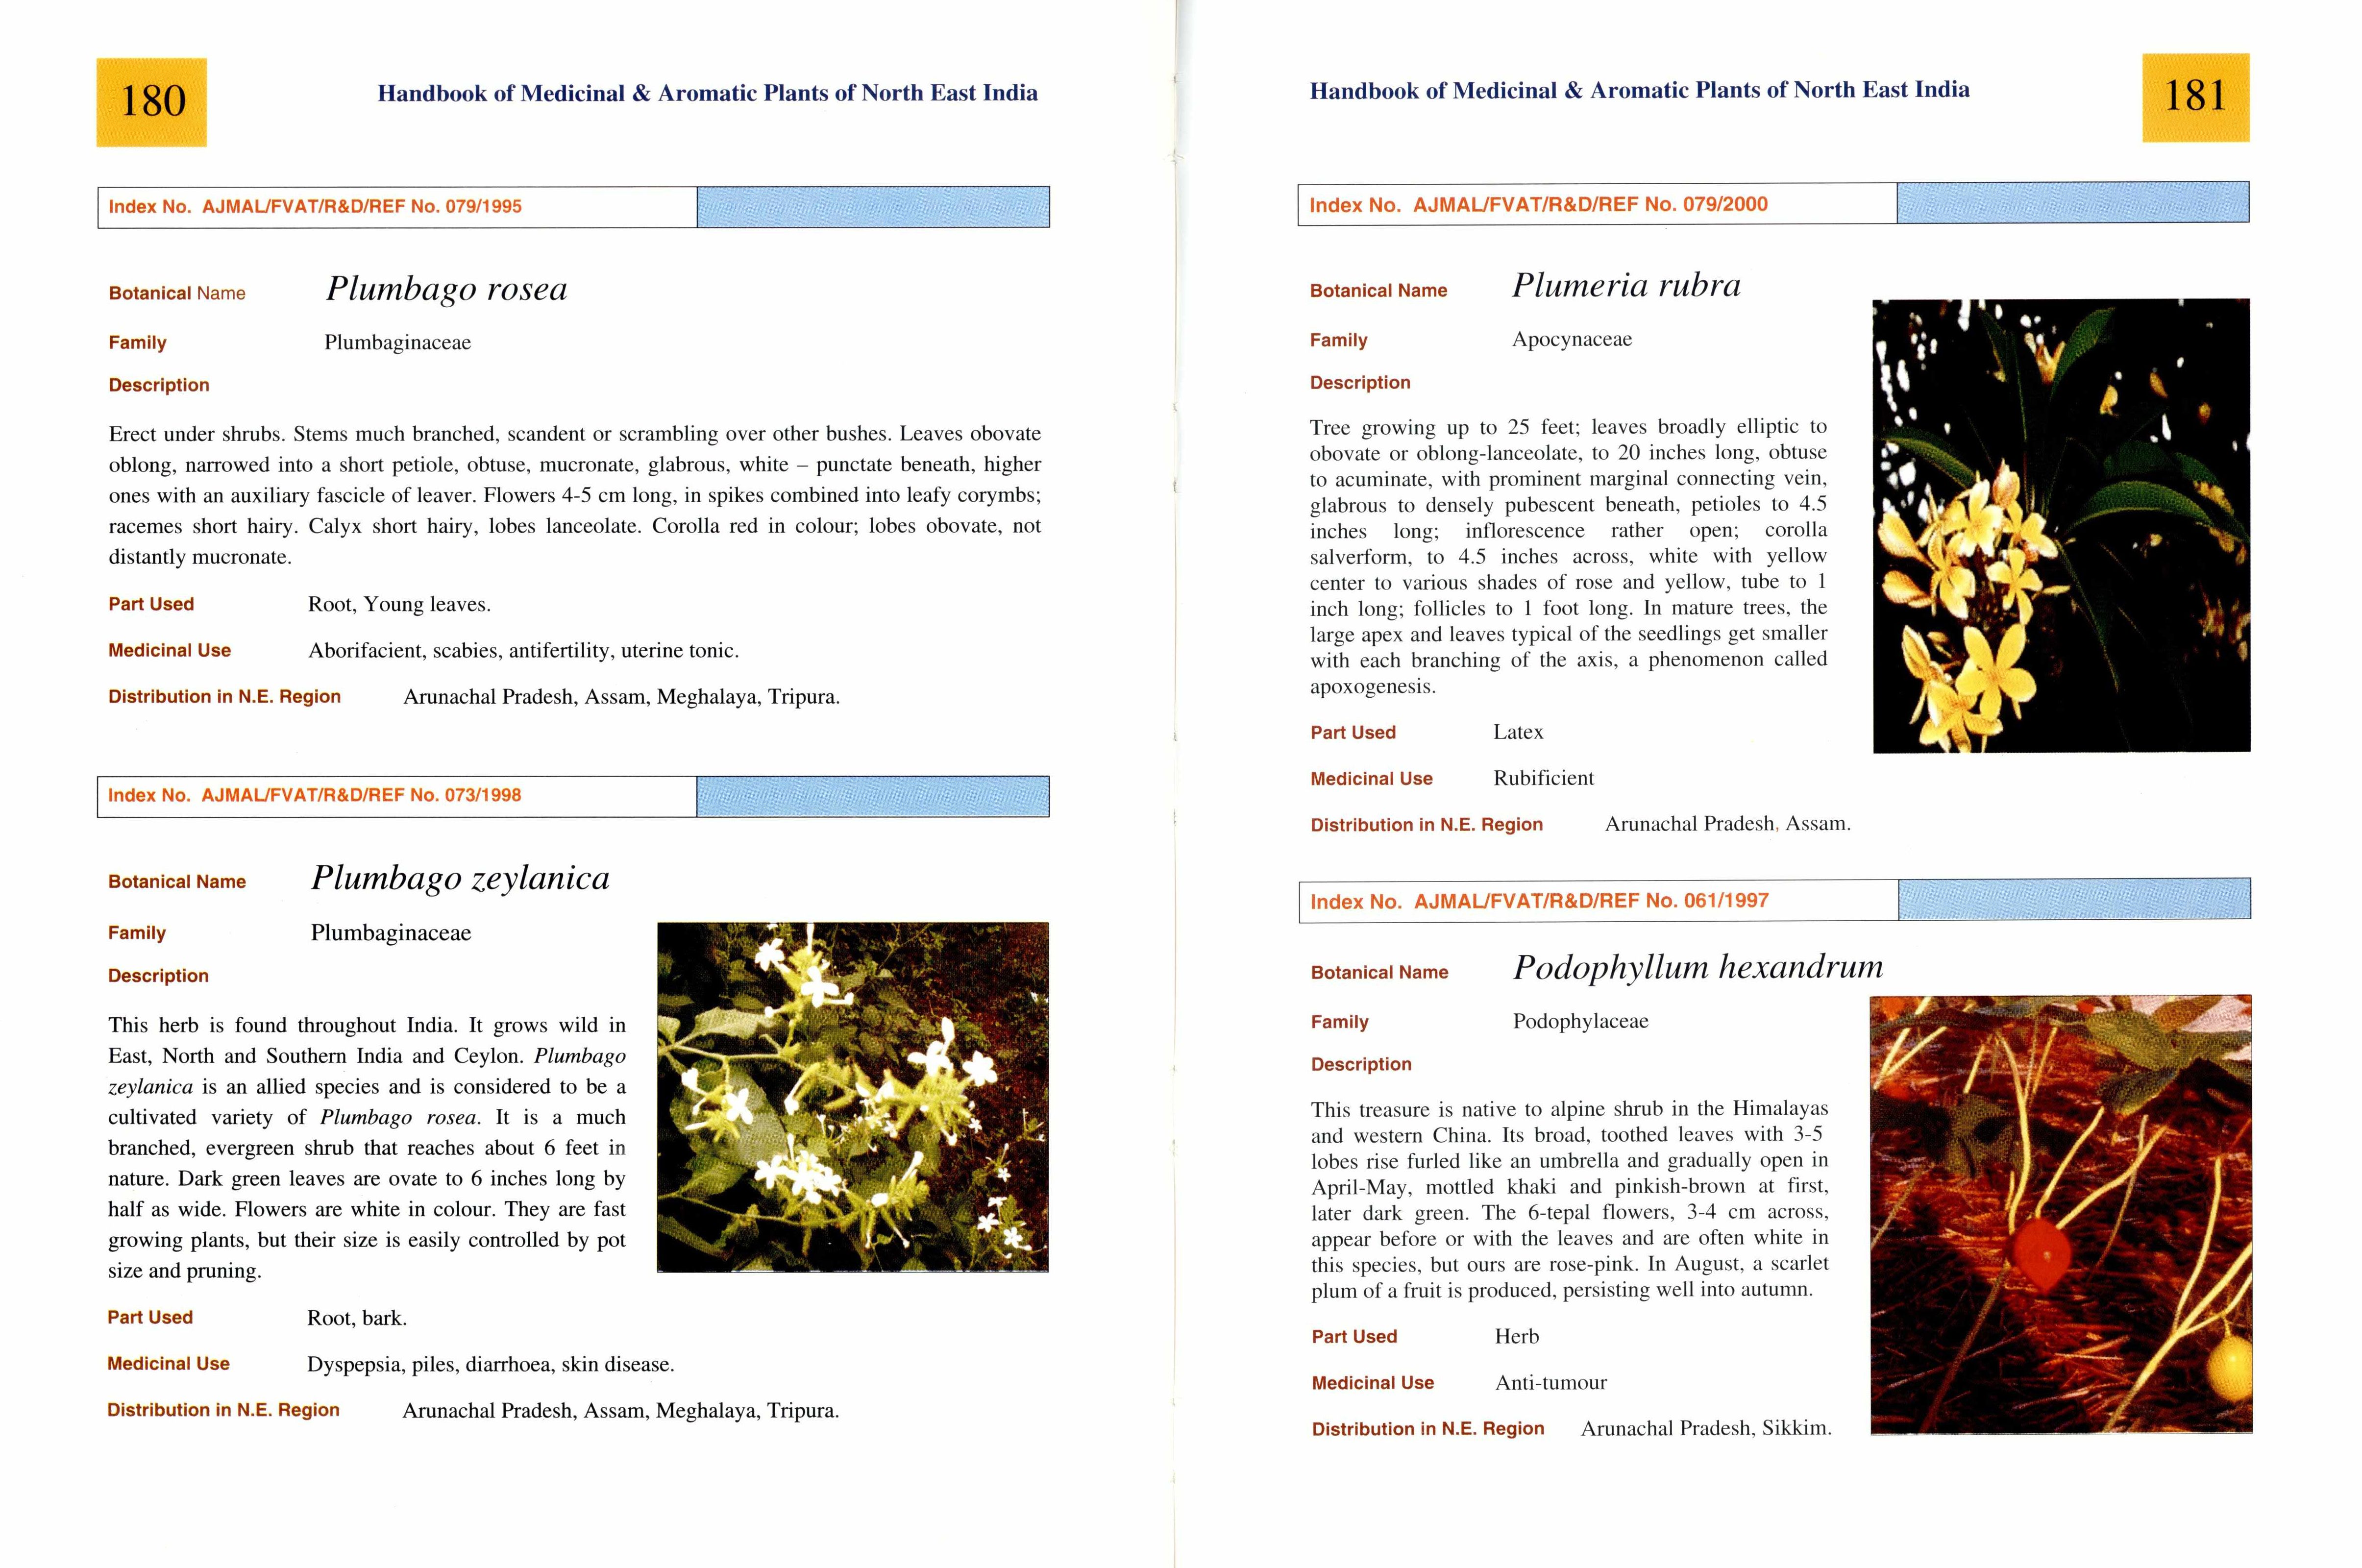 180
Handbook of Medicinal & Aromatic Plants of North East India
Index No. AJMAL/FVAT/R&D/REF No. 079/1995
Botanical Name Plumbago rosea
Family Plumbaginaceae
Description
Erect under shrubs. Stems much branched, scandent or scrambling over other bushes. Leaves obovate
oblong, narrowed into a short petiole, obtuse, mucronate, glabrous, white – punctate beneath, higher
ones with an auxiliary fascicle of leaver. Flowers 4-5 cm long, in spikes combined into leafy corymbs;
racemes short hairy. Calyx short hairy, lobes lanceolate. Corolla red in colour; lobes obovate, not
distantly mucronate.
Part Used Root, Young leaves.
Medicinal Use Aborifacient, scabies, antifertility, uterine tonic.
Distribution in N.E. Region Arunachal Pradesh, Assam, Meghalaya, Tripura.
Index No. AJMAL/FVAT/R&D/REF No. 073/1998
Botanical Name Plumbago zeylanica
Family Plumbaginaceae
Description
This herb is found throughout India. It grows wild in
East, North and Southern India and Ceylon. Plumbago
zeylanica is an allied species and is considered to be a
cultivated variety of Plumbago rosea. It is a much
branched, evergreen shrub that reaches about 6 feet in
nature. Dark green leaves are ovate to 6 inches long by
half as wide. Flowers are white in colour. They are fast
growing plants, but their size is easily controlled by pot
size and pruning.
Part Used Root, bark.
Medicinal Use Dyspepsia, piles, diarrhoea, skin disease.
Distribution in N.E. Region Arunachal Pradesh, Assam, Meghalaya, Tripura.
Handbook of Medicinal & Aromatic Plants of North East India
181
Index No. AJMAL/FVAT/R&D/REF No. 079/2000
Botanical Name Plumeria rubra
Family Apocynaceae
Description
Tree growing up to 25 feet; leaves broadly elliptic to
obovate or oblong-lanceolate, to 20 inches long, obtuse
to acuminate, with prominent marginal connecting vein,
glabrous to densely pubescent beneath, petioles to 4.5
inches long; inflorescence rather open; corolla
salverform, to 4.5 inches across, white with yellow
center to various shades of rose and yellow, tube to 1
inch long; follicles to 1 foot long. In mature trees, the
large apex and leaves typical of the seedlings get smaller
with each branching of the axis, a phenomenon called
apoxogenesis.
Part Used Latex
Medicinal Use Rubificient
Distribution in N.E. Region Arunachal Pradesh, Assam.
Index No. AJMAL/FVAT/R&D/REF No. 061/1997
Botanical Name Podophyllum hexandrum
Family Podophylaceae
Description
This treasure is native to alpine shrub in the Himalayas
and western China. Its broad, toothed leaves with 3-5
lobes rise furled like an umbrella and gradually open in
April-May, mottled khaki and pinkish-brown at first,
later dark green. The 6-tepal flowers, 3-4 cm across,
appear before or with the leaves and are often white in
this species, but ours are rose-pink. In August, a scarlet
plum of a fruit is produced, persisting well into autumn.
Part Used Herb
Medicinal Use Anti-tumour
Distribution in N.E. Region Arunachal Pradesh, Sikkim.